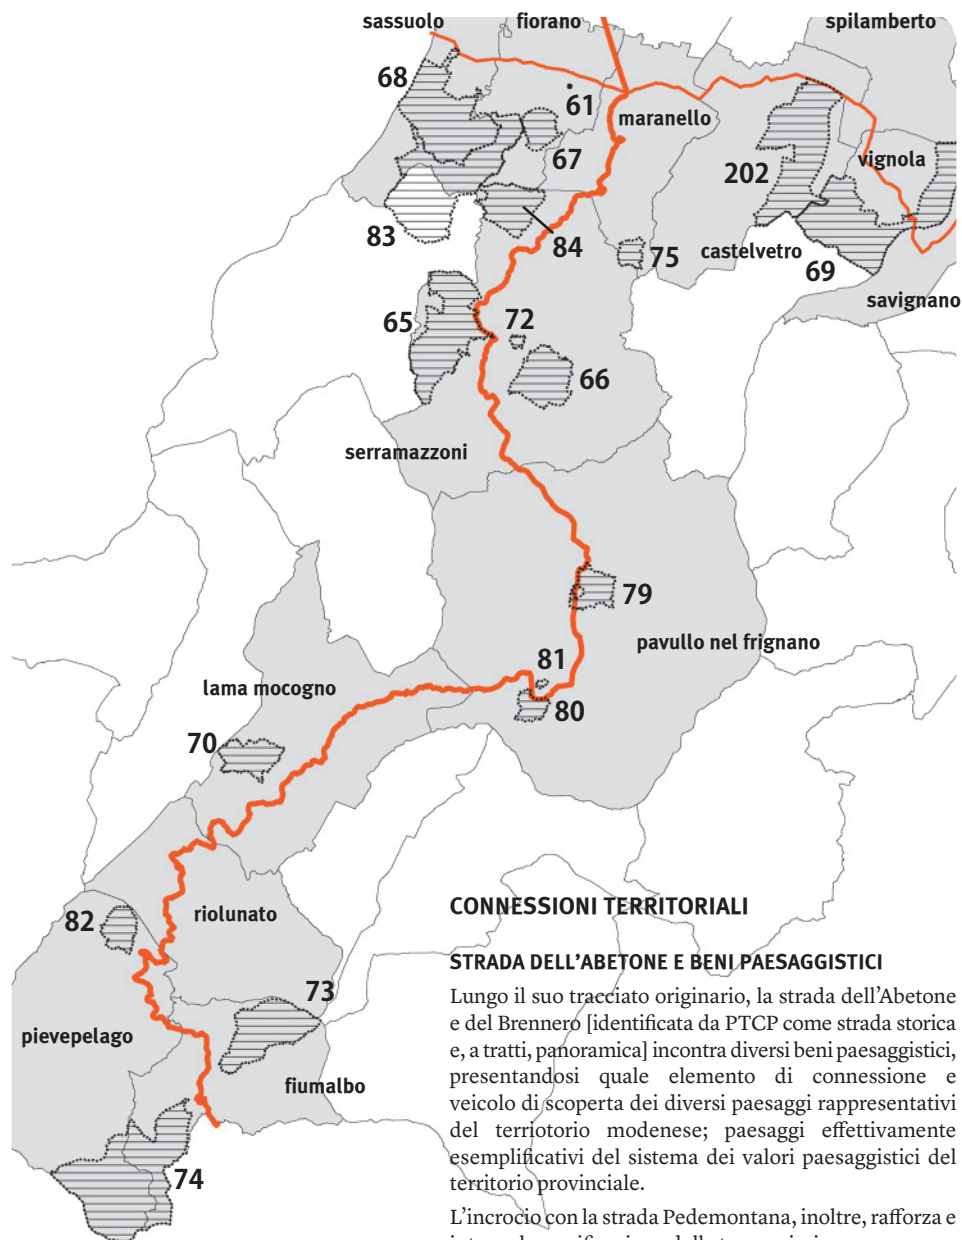 sassuolo
fiorano
spilamberto
68
61
maranello
67
202
vignola
83
84
75
castelvetro
69
savignano
65
72
66
serramazzoni
79
pavullo nel frignano
81
lama mocogno
80
70
82
riolunato
73
pievepelago
fiumalbo
74
CONNESSIONI TERRITORIALI
STRADA DELL'ABETONE E BENI PAESAGGISTICI
Lungo il suo tracciato originario, la strada dell'Abetone
e del Brennero [identificata da PTCP come strada storica
e, a tratti, panoramica] incontra diversi beni paesaggistici,
presentandosi quale elemento di connessione e
veicolo di scoperta dei diversi paesaggi rappresentativi
del terriotorio modenese; paesaggi effettivamente
esemplificativi del sistema dei valori paesaggistici del
territorio provinciale.
L'incrocio con la strada Pedemontana, inoltre, rafforza e